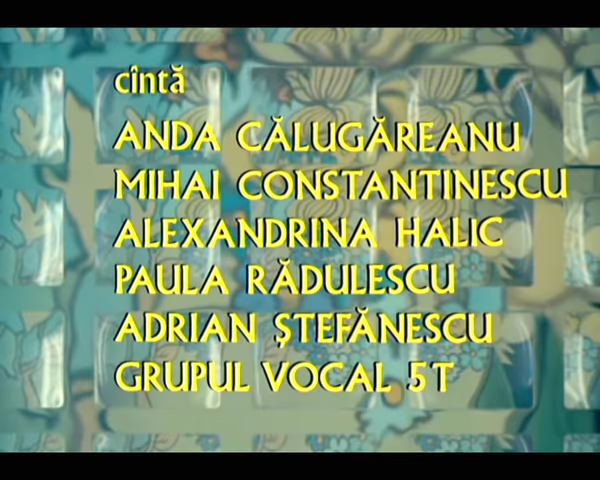 cîntă
ANDA CĂLUGĂREANU
MIHAI CONSTANTINESCU
ALEXANDRINA HALIC
PAULA RĂDULESCU
ADRIAN ȘTEFĂNESCU
GRUPUL VOCAL 5T